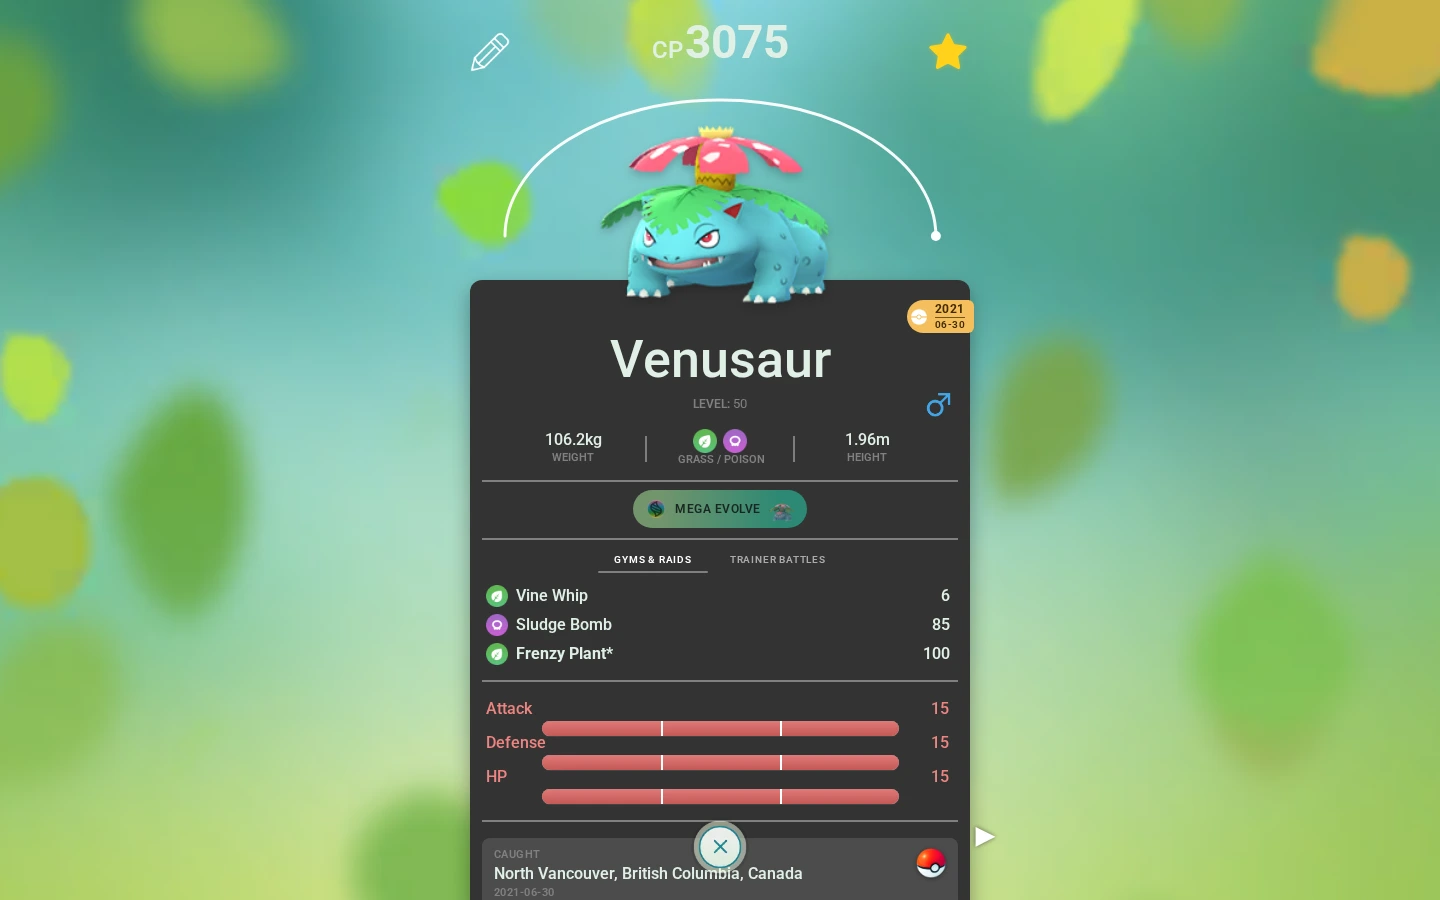 CP3075
2021
06-30
Venusaur
LEVEL: 50
106.2kg
WEIGHT
GRASS / POISON
1.96m
HEIGHT
MEGA EVOLVE
GYMS & RAIDS
TRAINER BATTLES
Vine Whip 6
Sludge Bomb 85
Frenzy Plant* 100
Attack 15
Defense 15
HP 15
CAUGHT
North Vancouver, British Columbia, Canada
2021-06-30